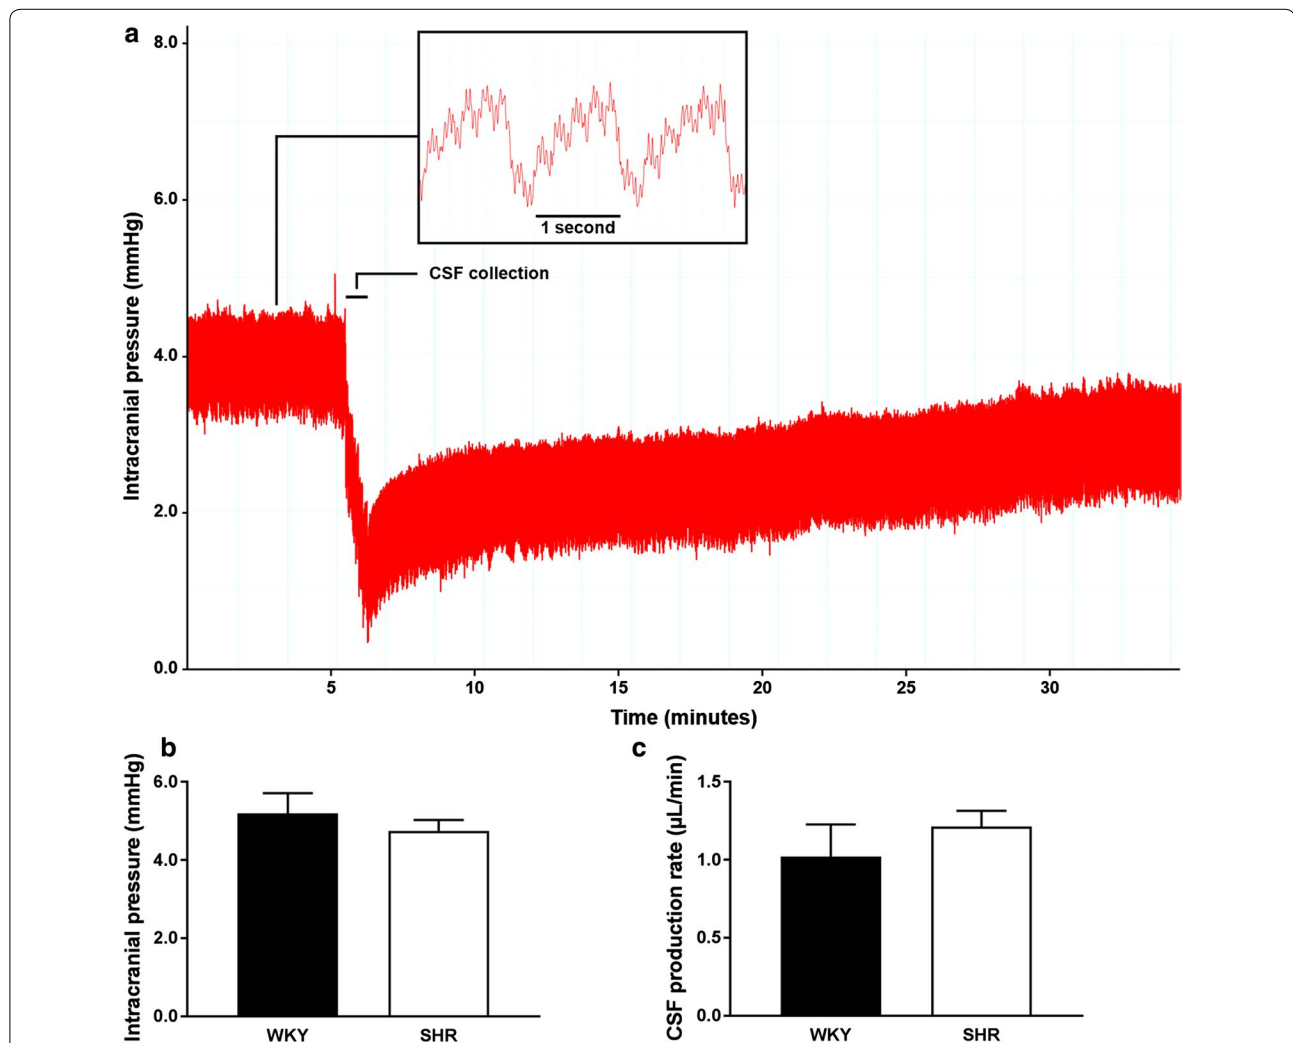 a
Intracranial pressure (mmHg)
8.0
6.0
4.0
2.0
0.0
1 second
CSF collection
5 10 15 20 25 30
Time (minutes)
b
Intracranial pressure (mmHg)
6.0
4.0
2.0
0.0
WKY SHR
c
CSF production rate (µL/min)
1.5
1.0
0.5
0.0
WKY SHR